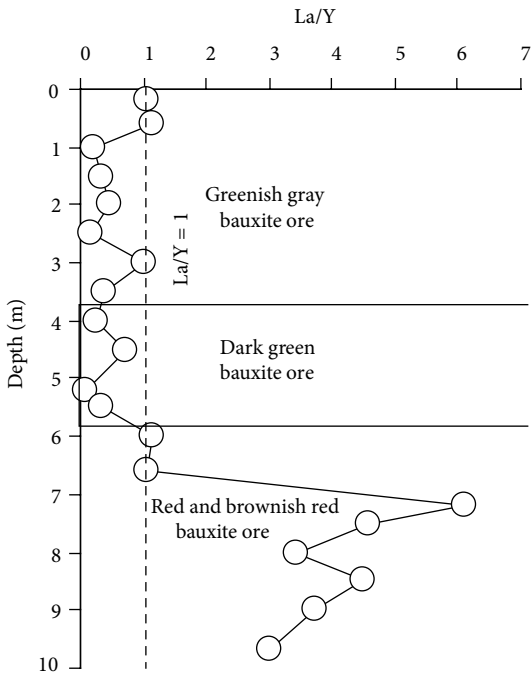 La/Y
0 1 2 3 4 5 6 7
0
1
2
3
4
5
6
7
8
9
10
Depth (m)
La/Y = 1
Greenish gray
bauxite ore
Dark green
bauxite ore
Red and brownish red
bauxite ore